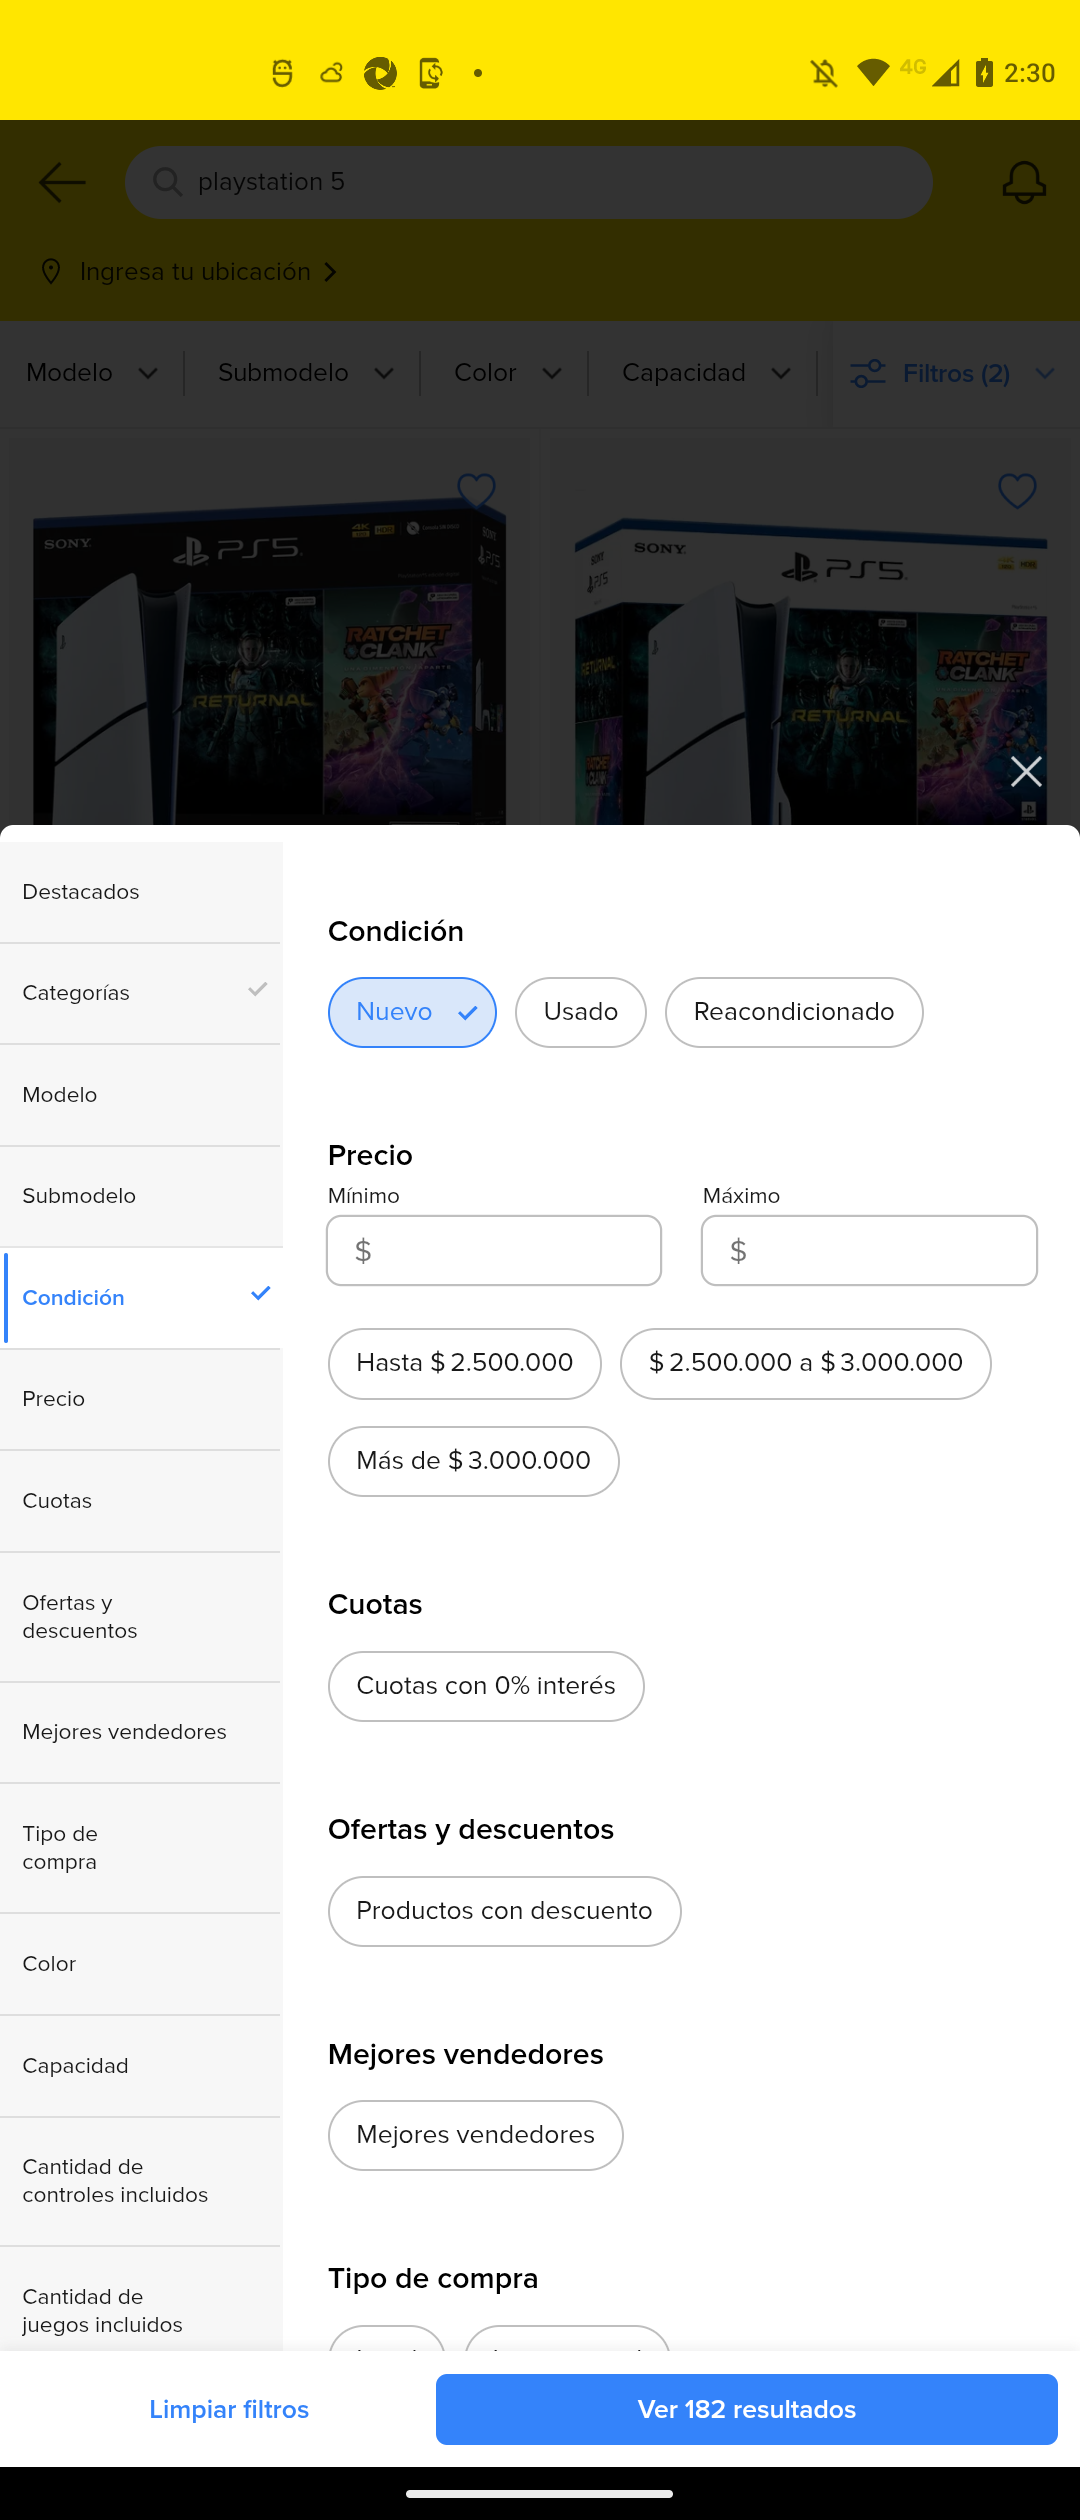 4G
2:30
playstation 5
Ingresa tu ubicación
Modelo
Submodelo
Color
Capacidad
Filtros (2)
SONY
PS5
4K
HDR
RETURNAL
RATCHET
CLANK
SONY
PS5
PS5
RETURNAL
RATCHET
CLANK
Destacados
Categorías
Modelo
Submodelo
Condición
Precio
Cuotas
Ofertas y
descuentos
Mejores vendedores
Tipo de
compra
Color
Capacidad
Cantidad de
controles incluidos
Cantidad de
juegos incluidos
Condición
Nuevo
Usado
Reacondicionado
Precio
Mínimo
Máximo
$
$
Hasta $ 2.500.000
$ 2.500.000 a $ 3.000.000
Más de $ 3.000.000
Cuotas
Cuotas con 0% interés
Ofertas y descuentos
Productos con descuento
Mejores vendedores
Mejores vendedores
Tipo de compra
Limpiar filtros
Ver 182 resultados